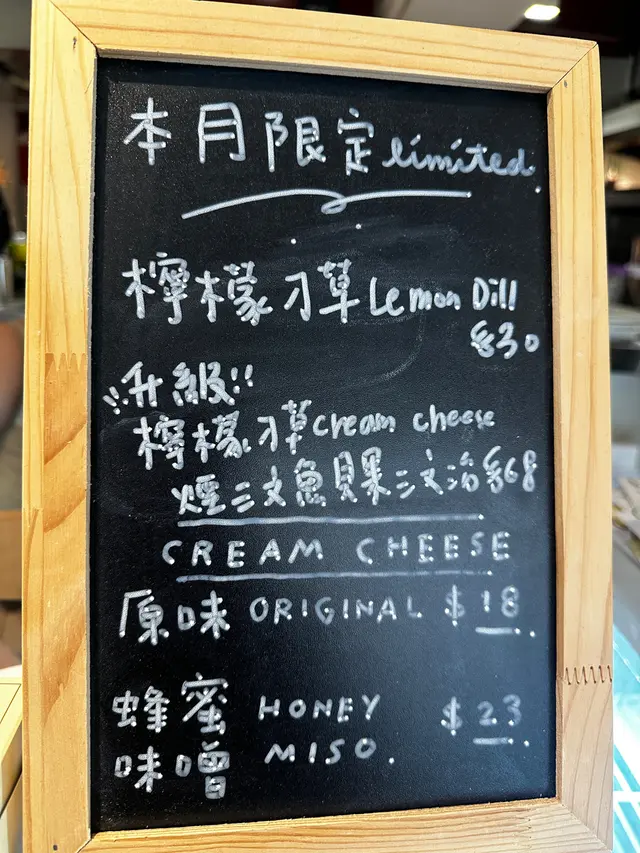 本月限定 limited.
檸檬刁草 Lemon Dill
$30
升級!!
檸檬刁草 cream cheese
煙三文魚貝果三文治 $68
CREAM CHEESE
原味 ORIGINAL $18.
蜂蜜 HONEY $23.
味噌 MISO.